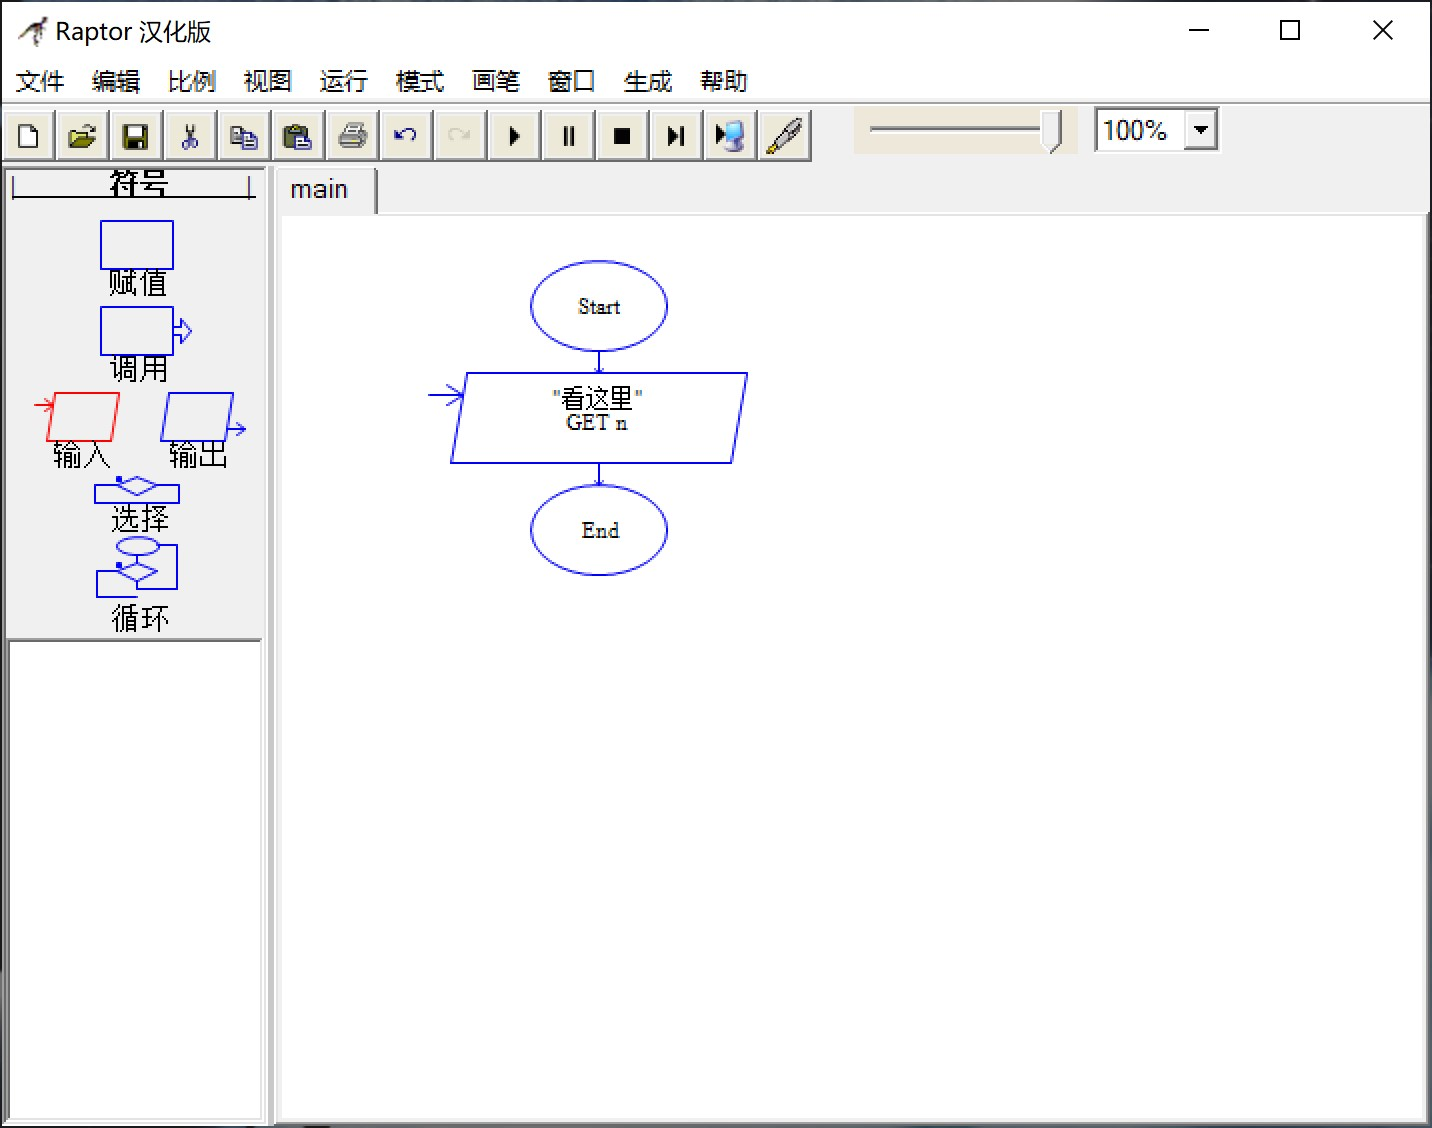 Raptor 汉化版
文件 编辑 比例 视图 运行 模式 画笔 窗口 生成 帮助
100%
符号
main
赋值
调用
输入 输出
选择
循环
Start
"看这里"
GET n
End